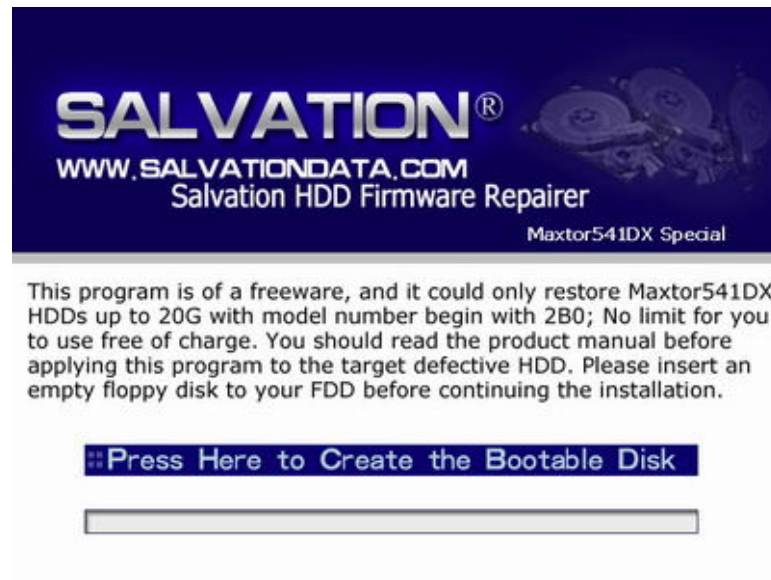 SALVATION®
WWW.SALVATIONDATA.COM
Salvation HDD Firmware Repairer
Maxtor541DX Special
This program is of a freeware, and it could only restore Maxtor541DX
HDDs up to 20G with model number begin with 2B0; No limit for you
to use free of charge. You should read the product manual before
applying this program to the target defective HDD. Please insert an
empty floppy disk to your FDD before continuing the installation.
Press Here to Create the Bootable Disk